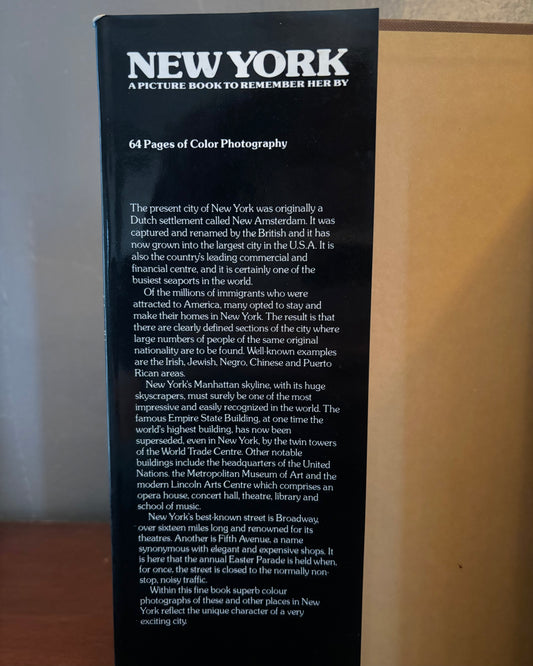 NEW YORK
A PICTURE BOOK TO REMEMBER HER BY
64 Pages of Color Photography
The present city of New York was originally a
Dutch settlement called New Amsterdam. It was
captured and renamed by the British and it has
now grown into the largest city in the U.S.A. It is
also the country's leading commercial and
financial centre, and it is certainly one of the
busiest seaports in the world.
Of the millions of immigrants who were
attracted to America, many opted to stay and
make their homes in New York. The result is that
there are clearly defined sections of the city where
large numbers of people of the same original
nationality are to be found. Well-known examples
are the Irish, Jewish, Negro, Chinese and Puerto
Rican areas.
New York's Manhattan skyline, with its huge
skyscrapers, must surely be one of the most
impressive and easily recognized in the world. The
famous Empire State Building, at one time the
world's highest building, has now been
superseded, even in New York, by the twin towers
of the World Trade Centre. Other notable
buildings include the headquarters of the United
Nations, the Metropolitan Museum of Art and the
modern Lincoln Arts Centre which comprises an
opera house, concert hall, theatre, library and
school of music.
New York's best-known street is Broadway,
over sixteen miles long and renowned for its
theatres. Another is Fifth Avenue, a name
synonymous with elegant and expensive shops. It
is here that the annual Easter Parade is held when,
for once, the street is closed to the normally non-
stop, noisy traffic.
Within this fine book superb colour
photographs of these and other places in New
York reflect the unique character of a very
exciting city.